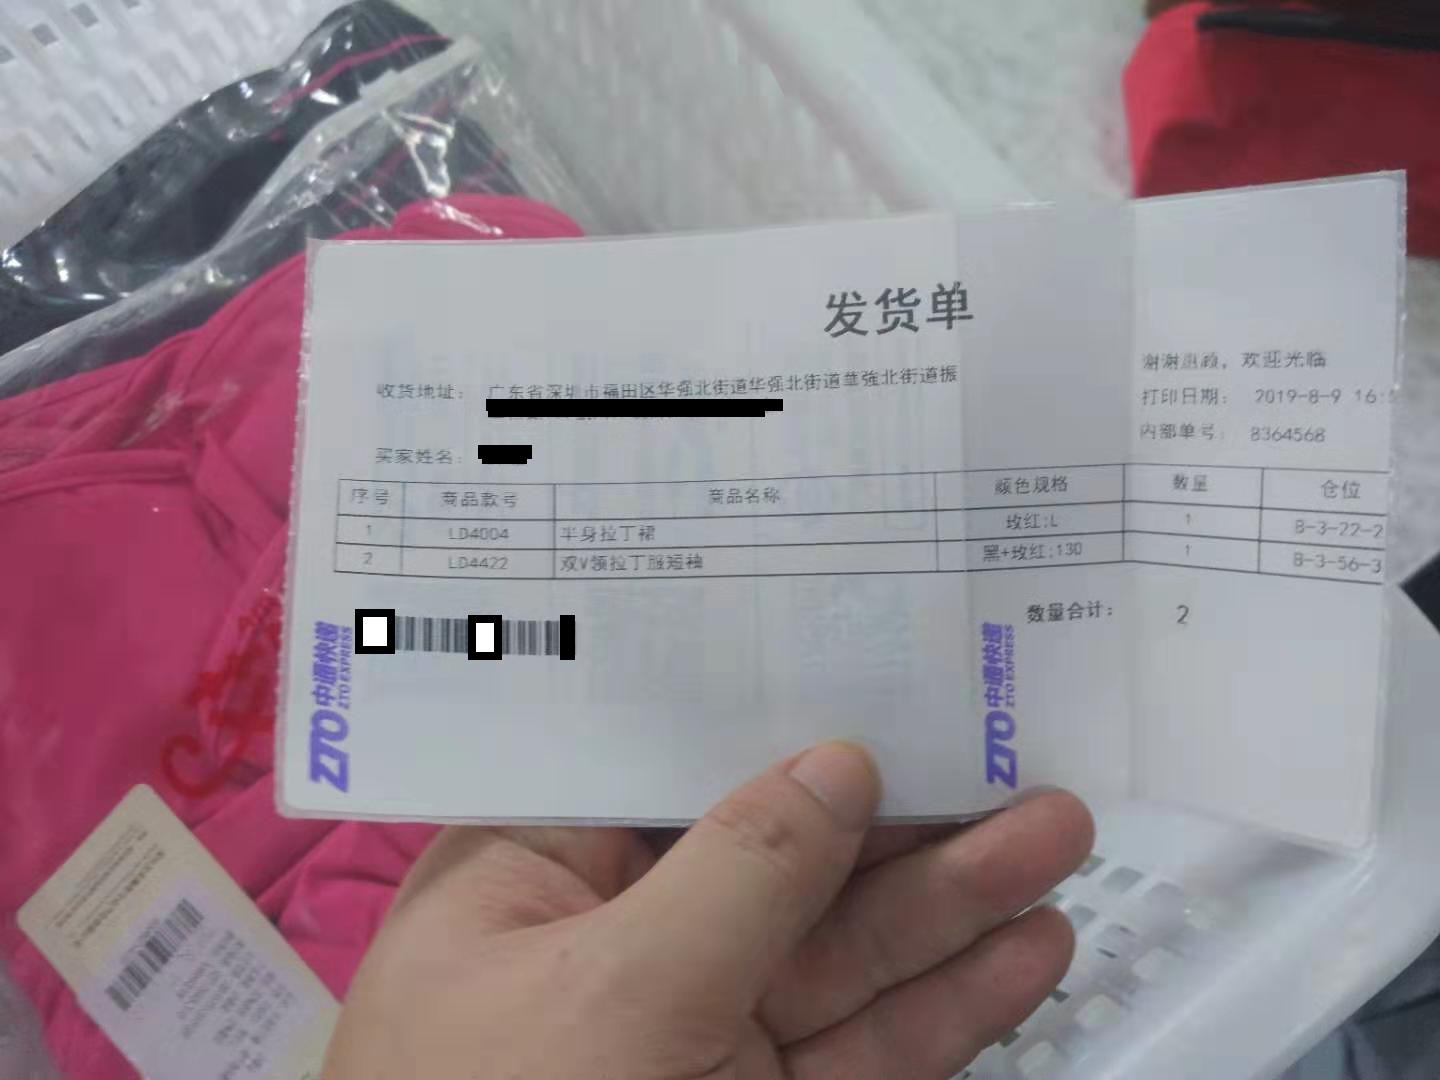 发货单
收货地址: 广东省深圳市福田区华强北街道华强北街道華強北街道振
谢谢惠顾,欢迎光临
打印日期: 2019-8-9 16:
内部单号: 8364568
买家姓名:
序号 商品款号 商品名称 颜色规格 数量 仓位
1 LD4004 半身拉丁裙 玫红;L 1 B-3-22-2
2 LD4422 双V领拉丁服短袖 黑+玫红;130 1 B-3-56-3
数量合计: 2
ZTO 中通快递 ZTO EXPRESS
ZTO 中通快递 ZTO EXPRESS